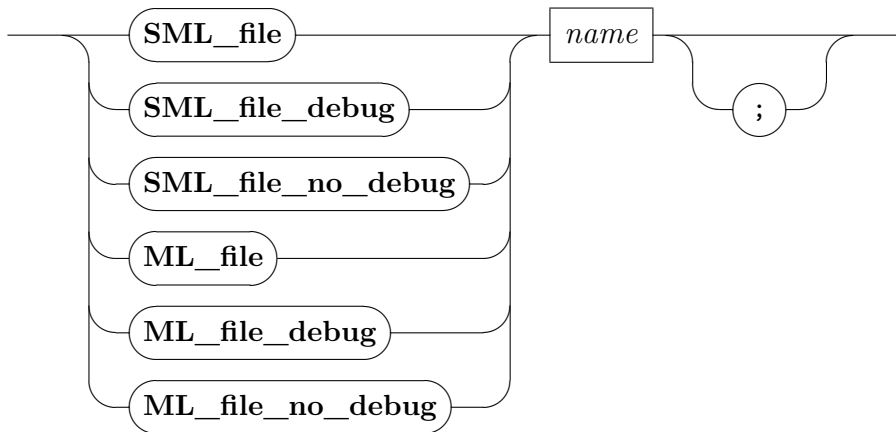 SML_file name
;
SML_file_debug
SML_file_no_debug
ML_file
ML_file_debug
ML_file_no_debug